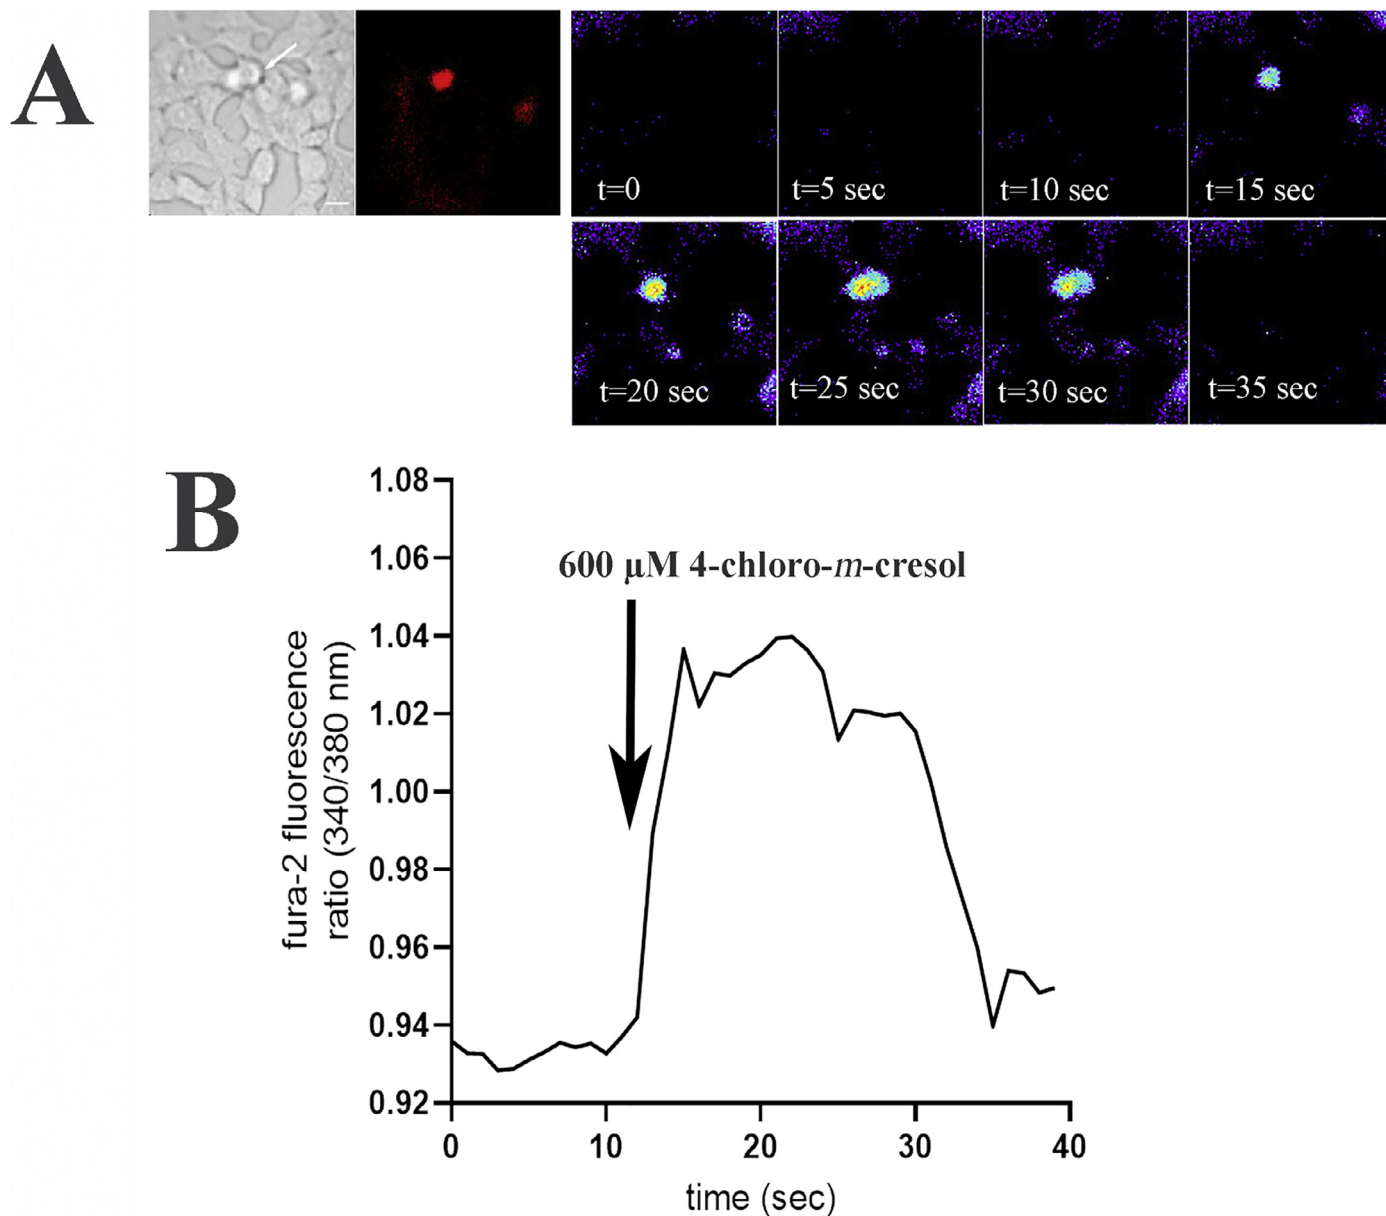 A
t=0
t=5 sec
t=10 sec
t=15 sec
t=20 sec
t=25 sec
t=30 sec
t=35 sec
B
600 µM 4-chloro-m-cresol
fura-2 fluorescence
ratio (340/380 nm)
1.08
1.06
1.04
1.02
1.00
0.98
0.96
0.94
0.92
0
10
20
30
40
time (sec)